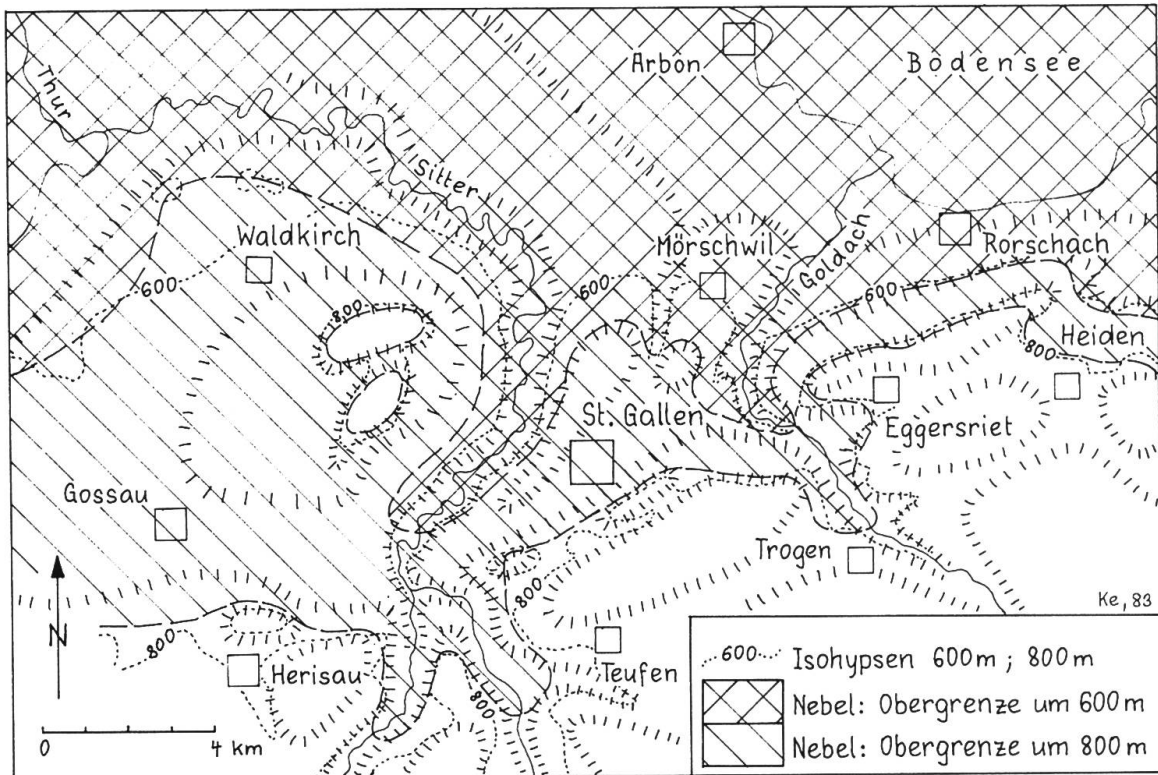 Thur
Arbon
Bodensee
Sitter
Waldkirch
600
Mörschwil
Goldach
Rorschach
600
600
800
Heiden
800
St. Gallen
Eggersriet
Gossau
Trogen
Ke, 83
N
800
800
Herisau
Teufen
800
0 4 km
600 Isohypsen 600m ; 800m
Nebel: Obergrenze um 600m
Nebel: Obergrenze um 800m